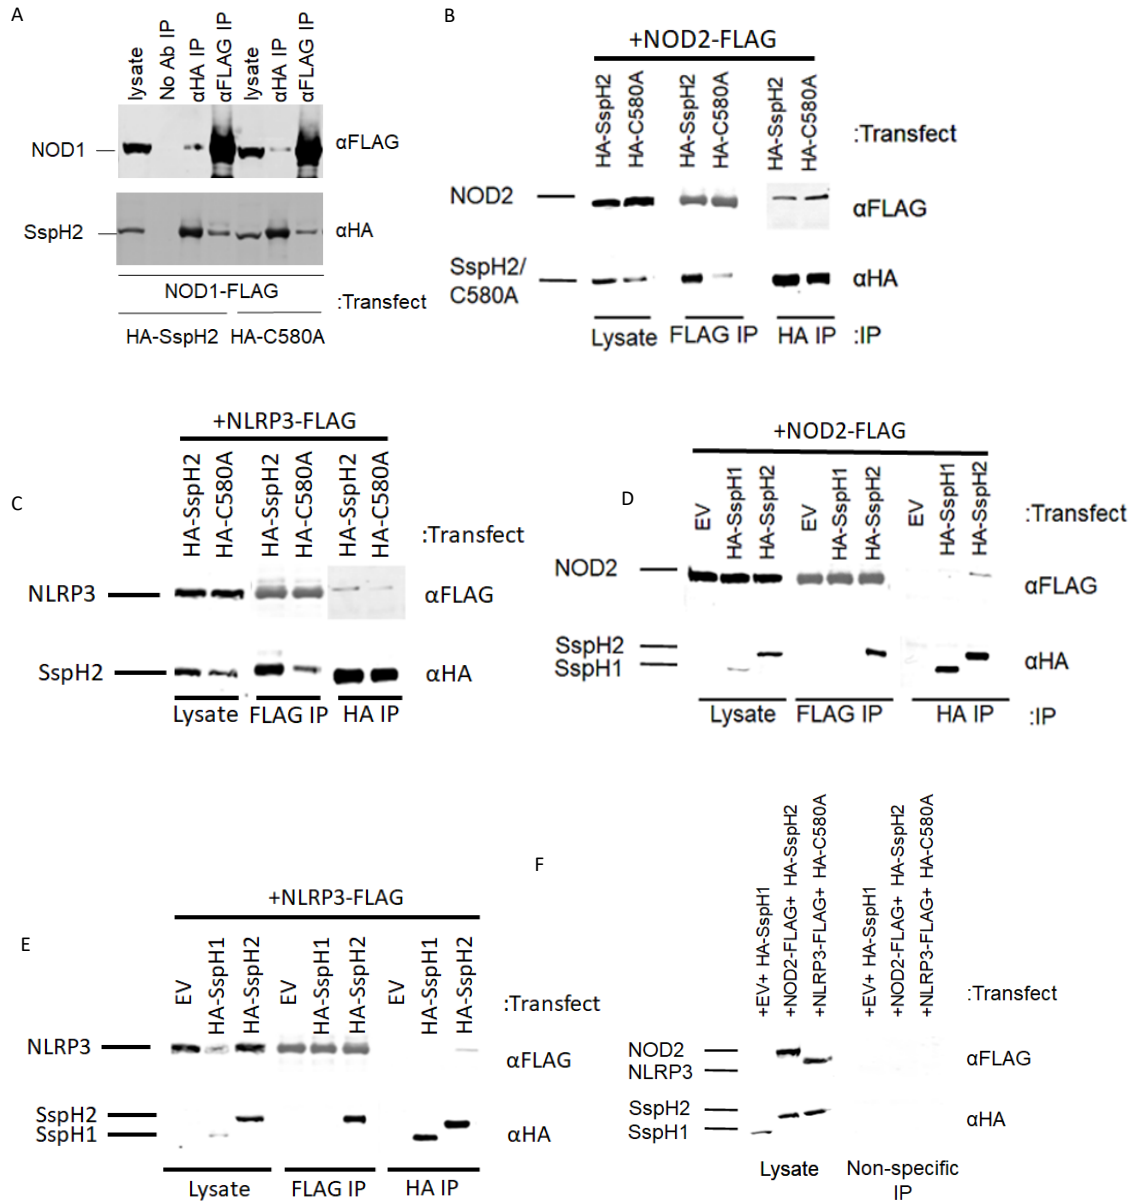 A
lysate
No Ab IP
αHA IP
αFLAG IP
lysate
αHA IP
αFLAG IP
NOD1
αFLAG
SspH2
αHA
NOD1-FLAG
:Transfect
HA-SspH2 HA-C580A
B
+NOD2-FLAG
HA-SspH2
HA-C580A
HA-SspH2
HA-C580A
HA-SspH2
HA-C580A
:Transfect
NOD2
αFLAG
SspH2/
C580A
αHA
Lysate FLAG IP HA IP :IP
C
+NLRP3-FLAG
HA-SspH2
HA-C580A
HA-SspH2
HA-C580A
HA-SspH2
HA-C580A
:Transfect
NLRP3
αFLAG
SspH2
αHA
Lysate FLAG IP HA IP
D
+NOD2-FLAG
EV
HA-SspH1
HA-SspH2
EV
HA-SspH1
HA-SspH2
EV
HA-SspH1
HA-SspH2
:Transfect
NOD2
αFLAG
SspH2
SspH1
αHA
Lysate FLAG IP HA IP :IP
E
+NLRP3-FLAG
EV
HA-SspH1
HA-SspH2
EV
HA-SspH1
HA-SspH2
EV
HA-SspH1
HA-SspH2
:Transfect
NLRP3
αFLAG
SspH2
SspH1
αHA
Lysate FLAG IP HA IP
F
+EV+ HA-SspH1
+NOD2-FLAG+ HA-SspH2
+NLRP3-FLAG+ HA-C580A
+EV+ HA-SspH1
+NOD2-FLAG+ HA-SspH2
+NLRP3-FLAG+ HA-C580A
:Transfect
NOD2
NLRP3
αFLAG
SspH2
SspH1
αHA
Lysate Non-specific
IP